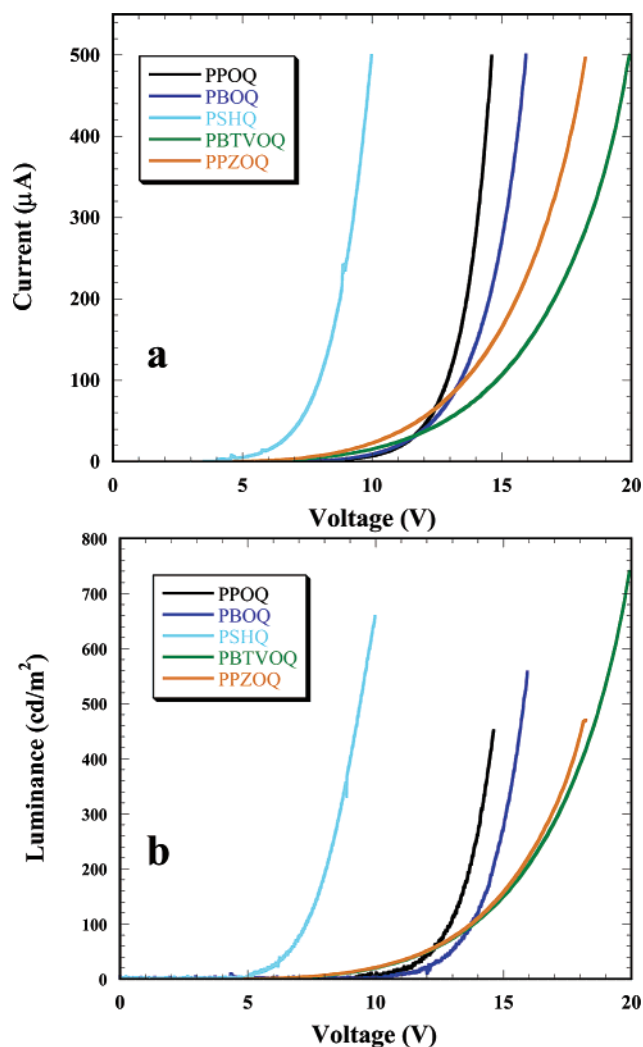 500
400
300
200
100
0
Current (μA)
PPOQ
PBOQ
PSHQ
PBTVOQ
PPZOQ
a
0 5 10 15 20
Voltage (V)
800
700
600
500
400
300
200
100
0
Luminance (cd/m²)
PPOQ
PBOQ
PSHQ
PBTVOQ
PPZOQ
b
0 5 10 15 20
Voltage (V)